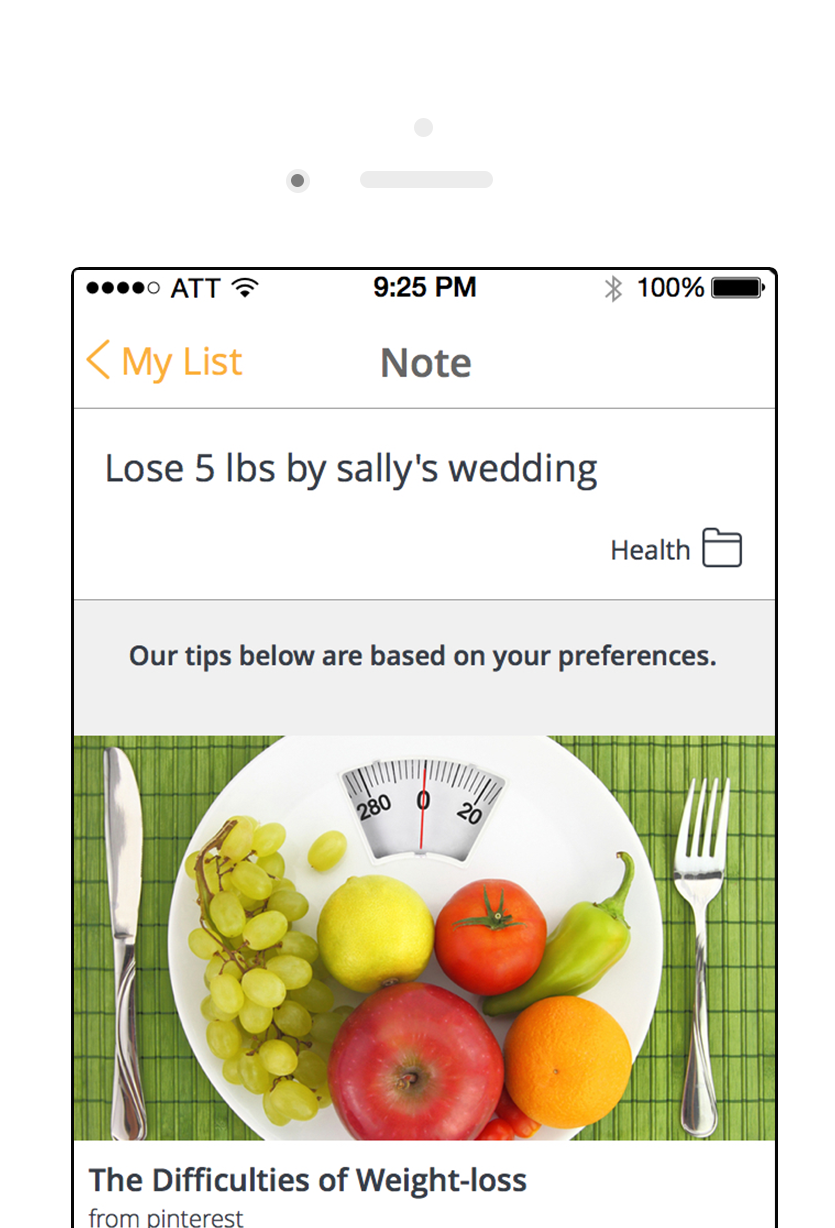 ATT 9:25 PM 100%
My List Note
Lose 5 lbs by sally's wedding
Health
Our tips below are based on your preferences.
280 0 20
The Difficulties of Weight-loss
from pinterest